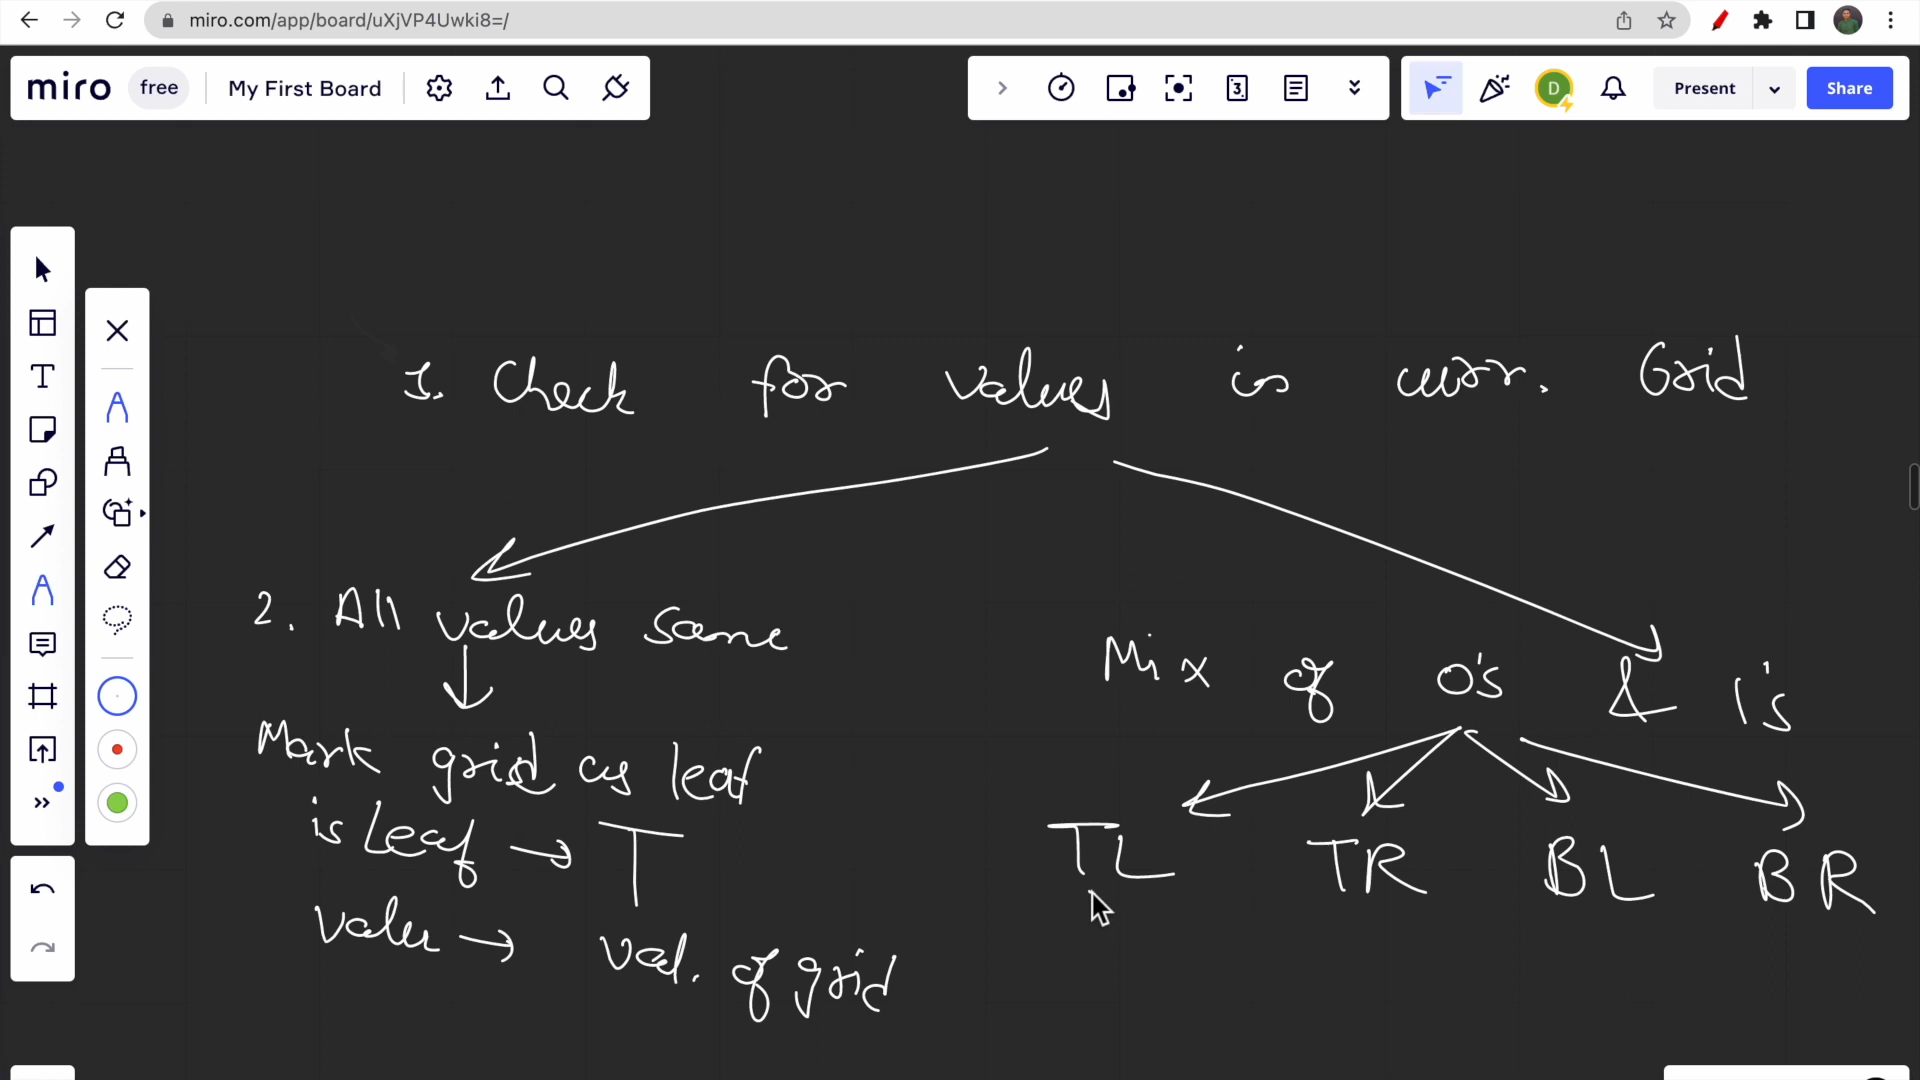 miro.com/app/board/uXjVP4Uwki8=/
miro free My First Board 3 D Present Share
1. Check for values in curr. Grid
2. All values same
Mix of 0's & 1's
Mark grid as leaf
isLeaf → T
TL TR BL BR
value → val. of grid